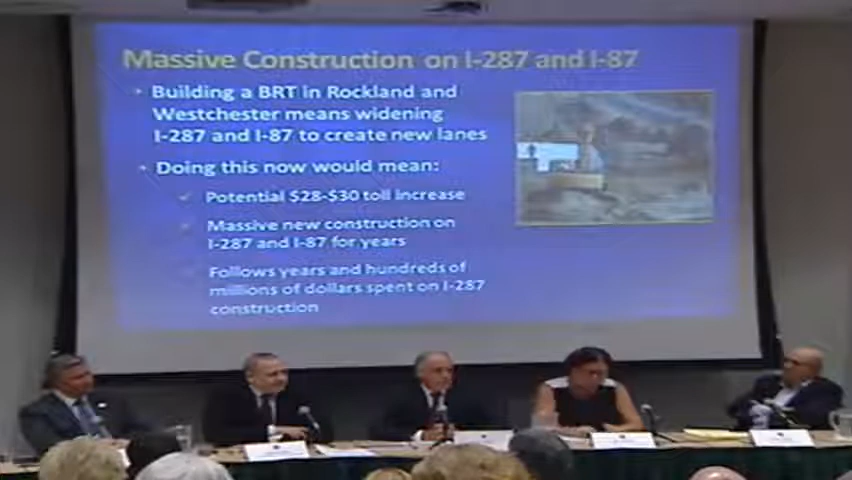 Massive Construction on I-287 and I-87
• Building a BRT in Rockland and
Westchester means widening
I-287 and I-87 to create new lanes
• Doing this now would mean:
✓ Potential $28-$30 toll increase
✓ Massive new construction on
I-287 and I-87 for years
✓ Follows years and hundreds of
millions of dollars spent on I-287
construction